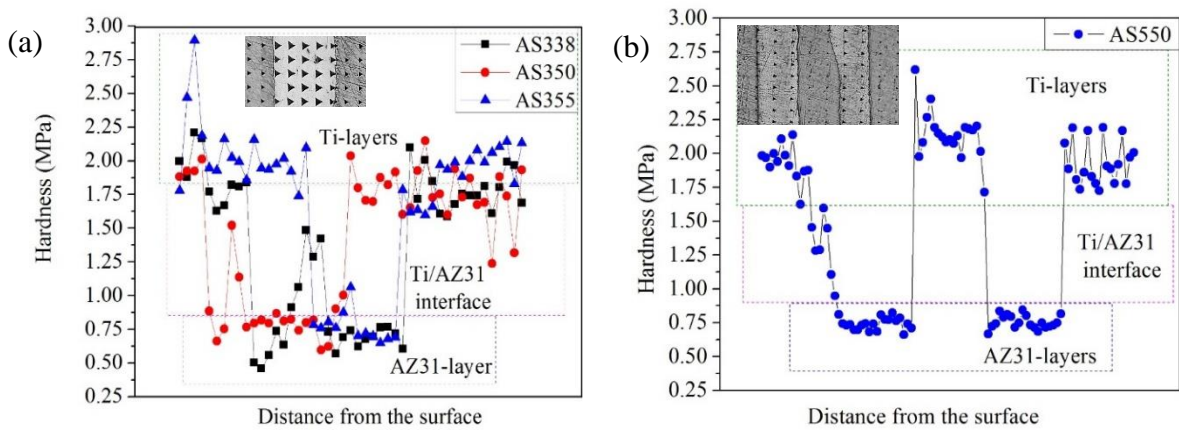 (a)
3.00
2.75
2.50
2.25
2.00
1.75
1.50
1.25
1.00
0.75
0.50
0.25
Hardness (MPa)
AS338
AS350
AS355
Ti-layers
Ti/AZ31
interface
AZ31-layer
Distance from the surface
(b)
3.00
2.75
2.50
2.25
2.00
1.75
1.50
1.25
1.00
0.75
0.50
0.25
Hardness (MPa)
AS550
Ti-layers
Ti/AZ31
interface
AZ31-layers
Distance from the surface